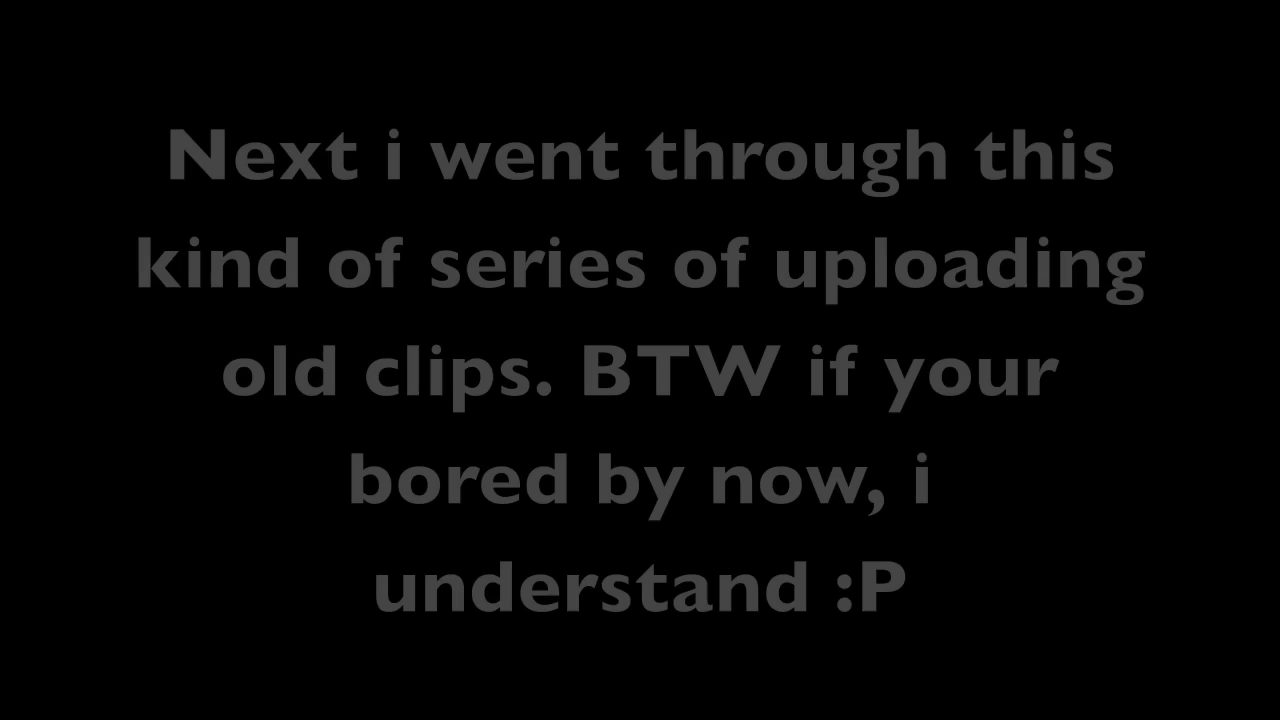 Next i went through this
kind of series of uploading
old clips. BTW if your
bored by now, i
understand :P